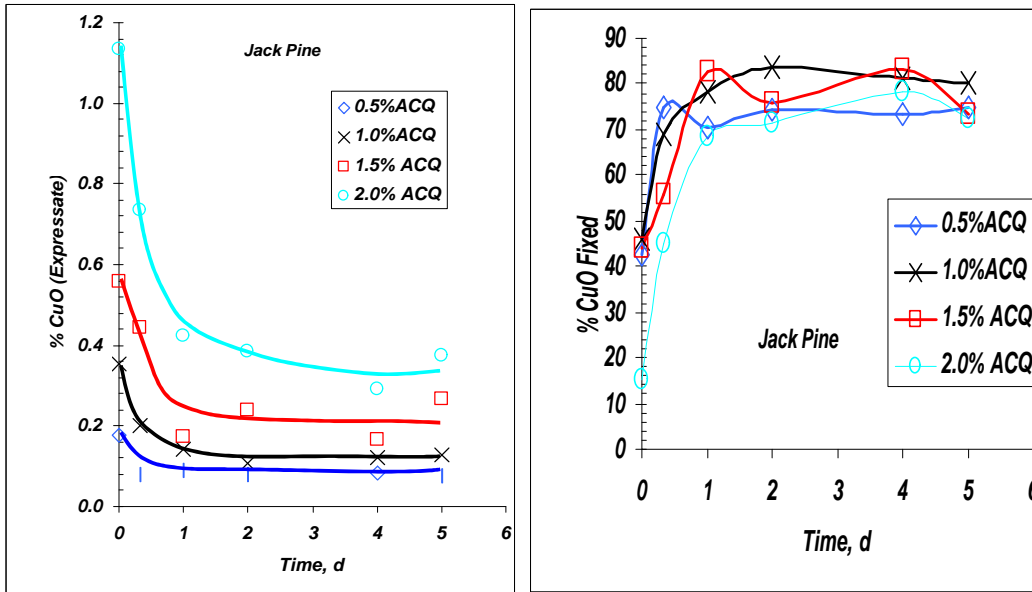 1.2
1.0
0.8
0.6
0.4
0.2
0.0
% CuO (Expressate)
Jack Pine
0.5%ACQ
1.0%ACQ
1.5% ACQ
2.0% ACQ
0 1 2 3 4 5 6
Time, d
90
80
70
60
50
40
30
20
10
0
% CuO Fixed
Jack Pine
0.5%ACQ
1.0%ACQ
1.5% ACQ
2.0% ACQ
0 1 2 3 4 5 6
Time, d